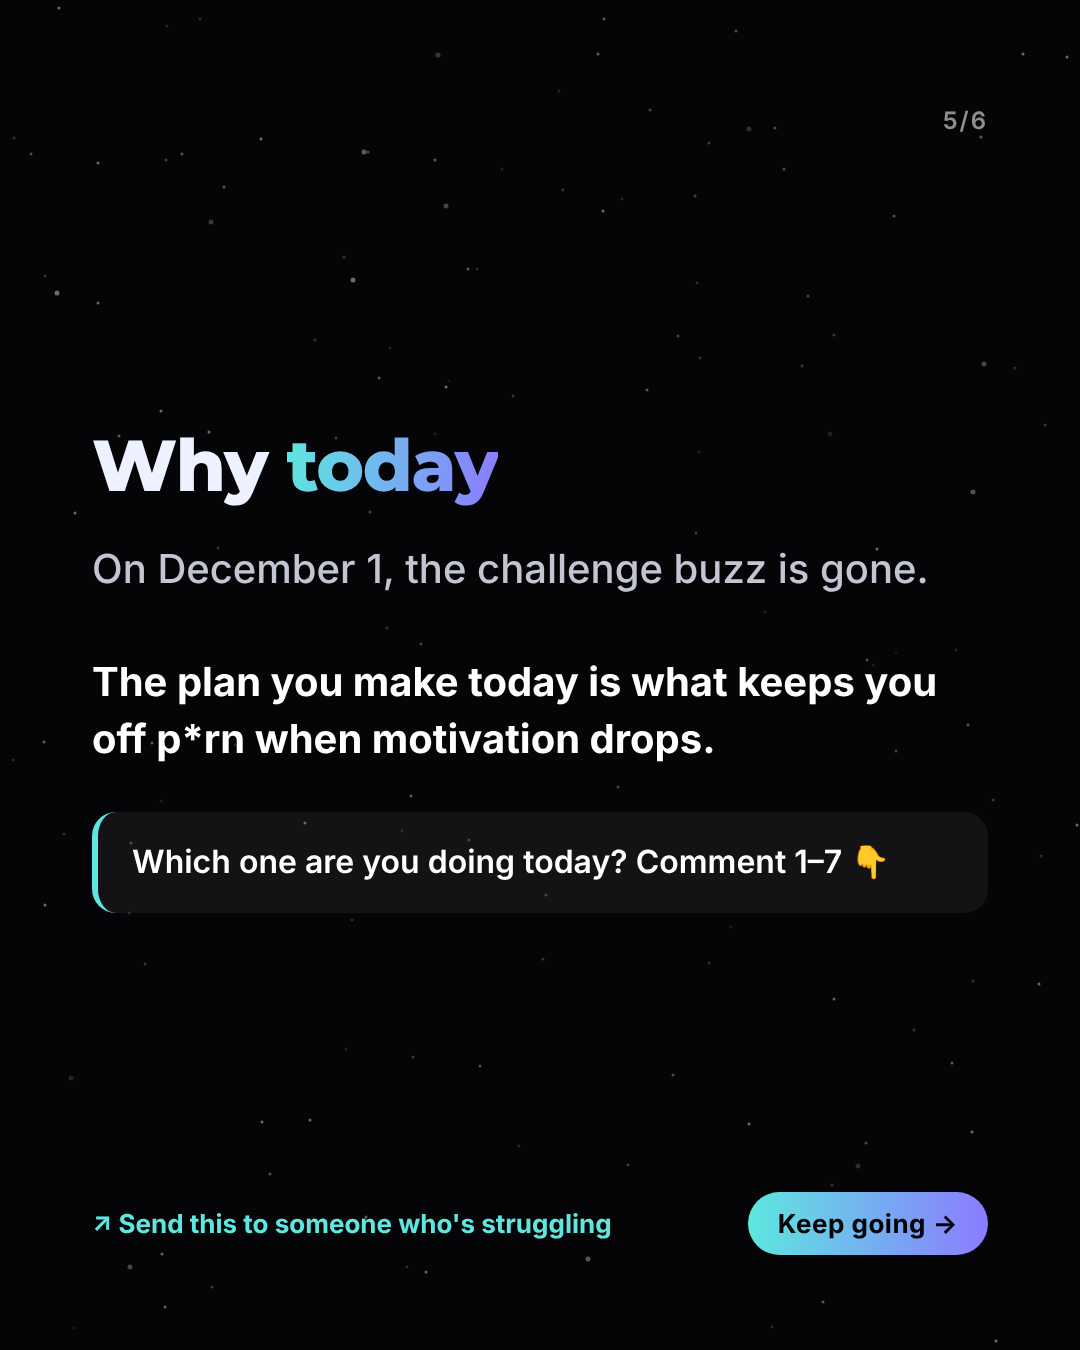 5/6
Why today
On December 1, the challenge buzz is gone.
The plan you make today is what keeps you
off p*rn when motivation drops.
Which one are you doing today? Comment 1–7 👇
↗ Send this to someone who's struggling
Keep going →